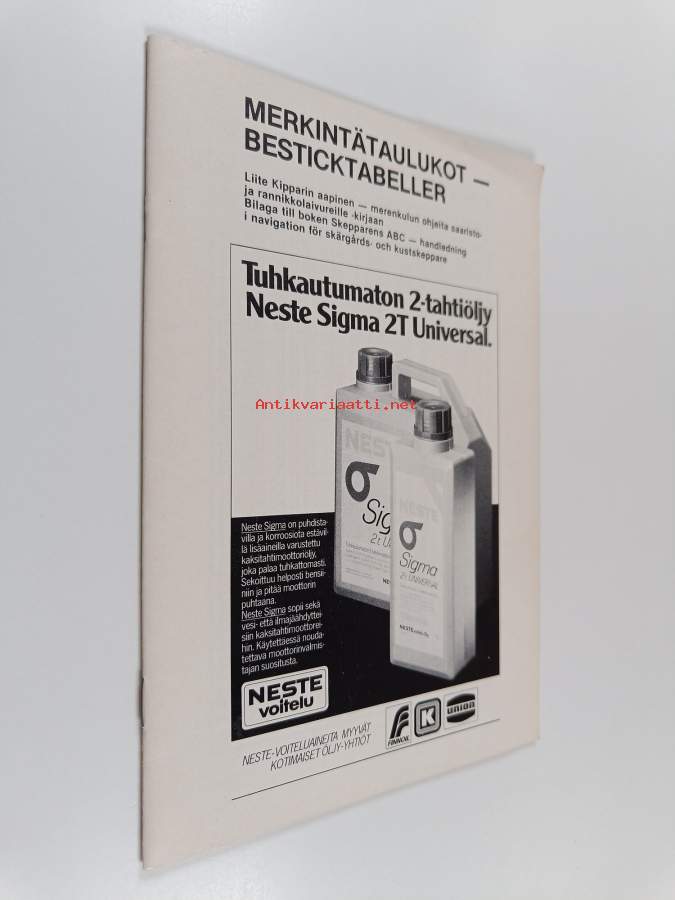 MERKINTÄTAULUKOT —
BESTICKTABELLER
Liite Kipparin aapinen — merenkulun ohjeita saaristo-
ja rannikkolaivureille -kirjaan
Bilaga till boken Skepparens ABC — handledning
i navigation för skärgårds- och kustskeppare
Tuhkautumaton 2-tahtiöljy
Neste Sigma 2T Universal.
Antikvariaatti.net
NESTE
σ
Sigma
2t
NESTE
σ
Sigma
2t UNIVERSAL
Neste Sigma on puhdista-
villa ja korroosiota estävil-
lä lisäaineilla varustettu
kaksitahtimoottoriöljy,
joka palaa tuhkattomasti.
Sekoittuu helposti bensii-
niin ja pitää moottorin
puhtaana.
Neste Sigma sopii sekä
vesi- että ilmajäähdyttei-
siin kaksitahtimoottorei-
hin. Käytettäessä nouda-
tettava moottorinvalmis-
tajan suositusta.
NESTE
voitelu
NESTE-VOITELUAINEITA MYYVÄT
KOTIMAISET ÖLJY-YHTIÖT
FINNOIL
K
UNION